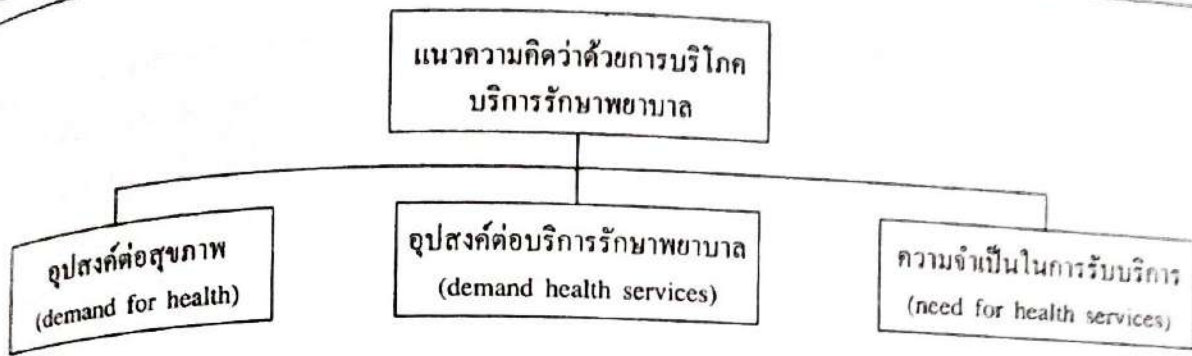 แนวความคิดว่าด้วยการบริโภค
บริการรักษาพยาบาล
อุปสงค์ต่อสุขภาพ
(demand for health)
อุปสงค์ต่อบริการรักษาพยาบาล
(demand health services)
ความจำเป็นในการรับบริการ
(need for health services)